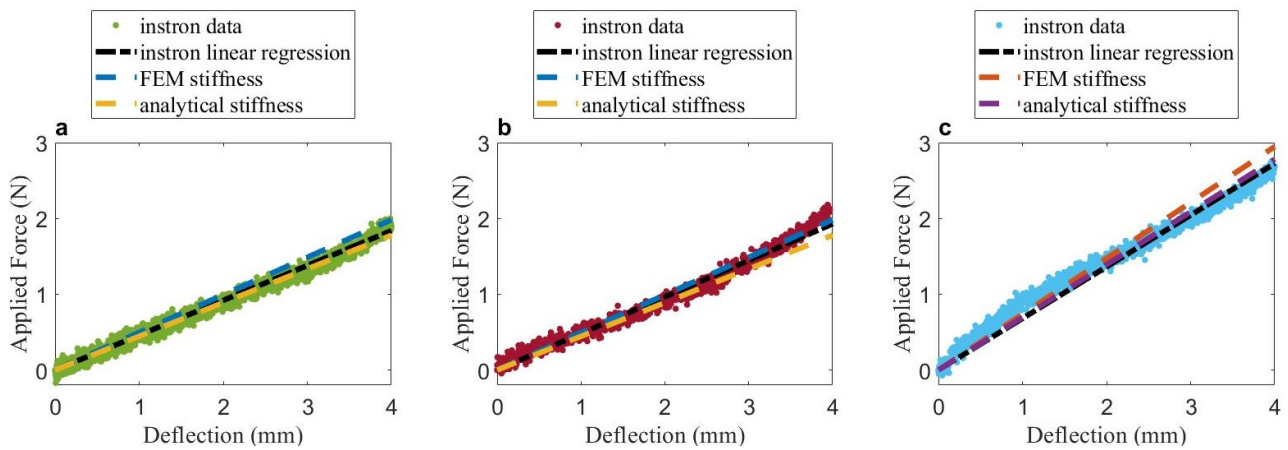 instron data
instron linear regression
FEM stiffness
analytical stiffness
a
3
2
1
0
Applied Force (N)
0 1 2 3 4
Deflection (mm)
instron data
instron linear regression
FEM stiffness
analytical stiffness
b
3
2
1
0
Applied Force (N)
0 1 2 3 4
Deflection (mm)
instron data
instron linear regression
FEM stiffness
analytical stiffness
c
3
2
1
0
Applied Force (N)
0 1 2 3 4
Deflection (mm)